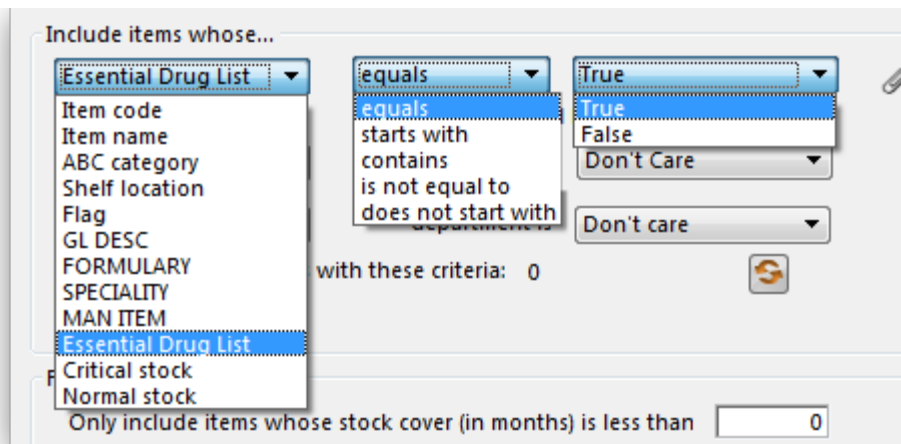 Include items whose...
Essential Drug List equals True
Item code
Item name
ABC category
Shelf location
Flag
GL DESC
FORMULARY
SPECIALITY
MAN ITEM
Essential Drug List
Critical stock
Normal stock
equals
starts with
contains
is not equal to
does not start with
True
False
Don't Care
department is Don't care
with these criteria: 0
Only include items whose stock cover (in months) is less than 0